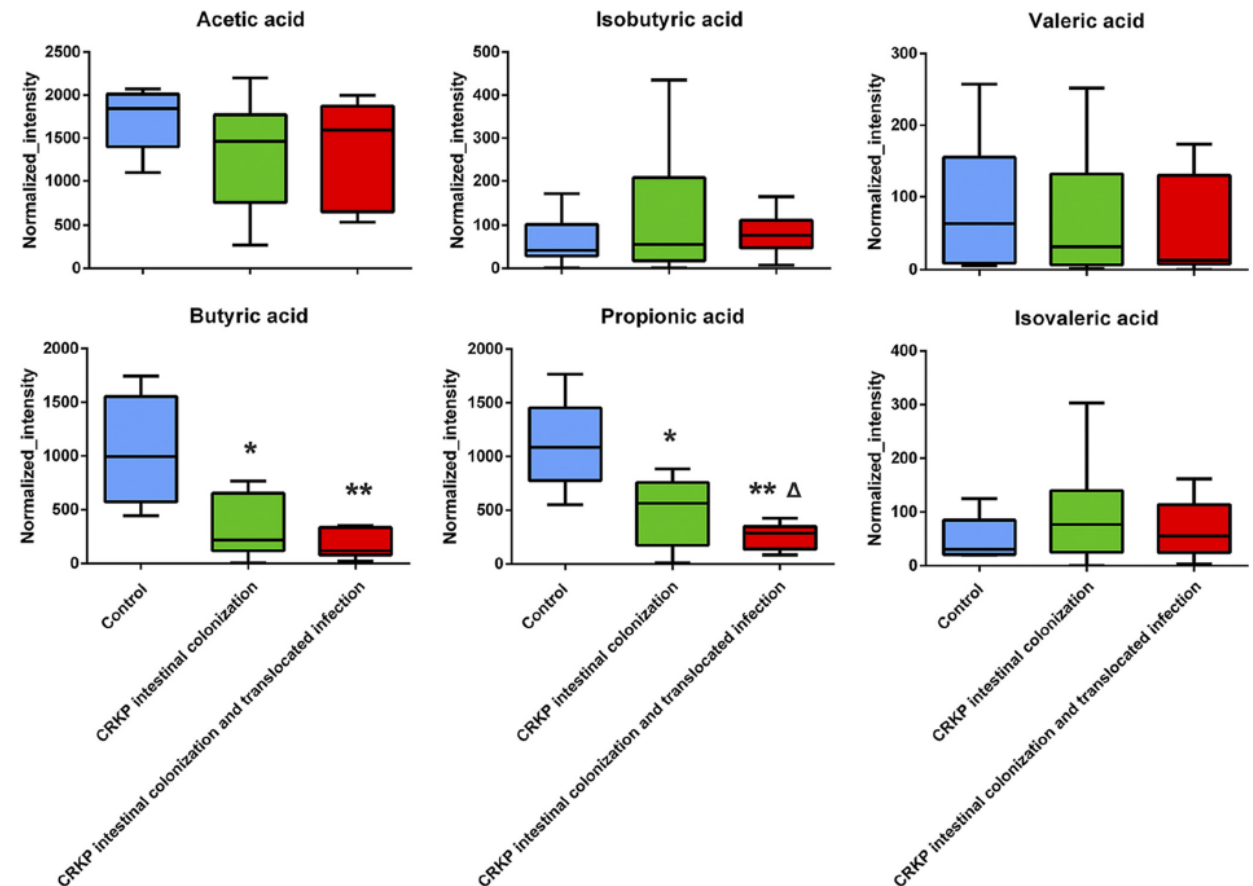 Acetic acid
Normalized_intensity
2500
2000
1500
1000
500
0
Isobutyric acid
Normalized_intensity
500
400
300
200
100
0
Valeric acid
Normalized_intensity
300
200
100
0
Butyric acid
Normalized_intensity
2000
1500
1000
500
0
*
**
Control
CRKP intestinal colonization
CRKP intestinal colonization and translocated infection
Propionic acid
Normalized_intensity
2000
1500
1000
500
0
*
** Δ
Control
CRKP intestinal colonization
CRKP intestinal colonization and translocated infection
Isovaleric acid
Normalized_intensity
400
300
200
100
0
Control
CRKP intestinal colonization
CRKP intestinal colonization and translocated infection